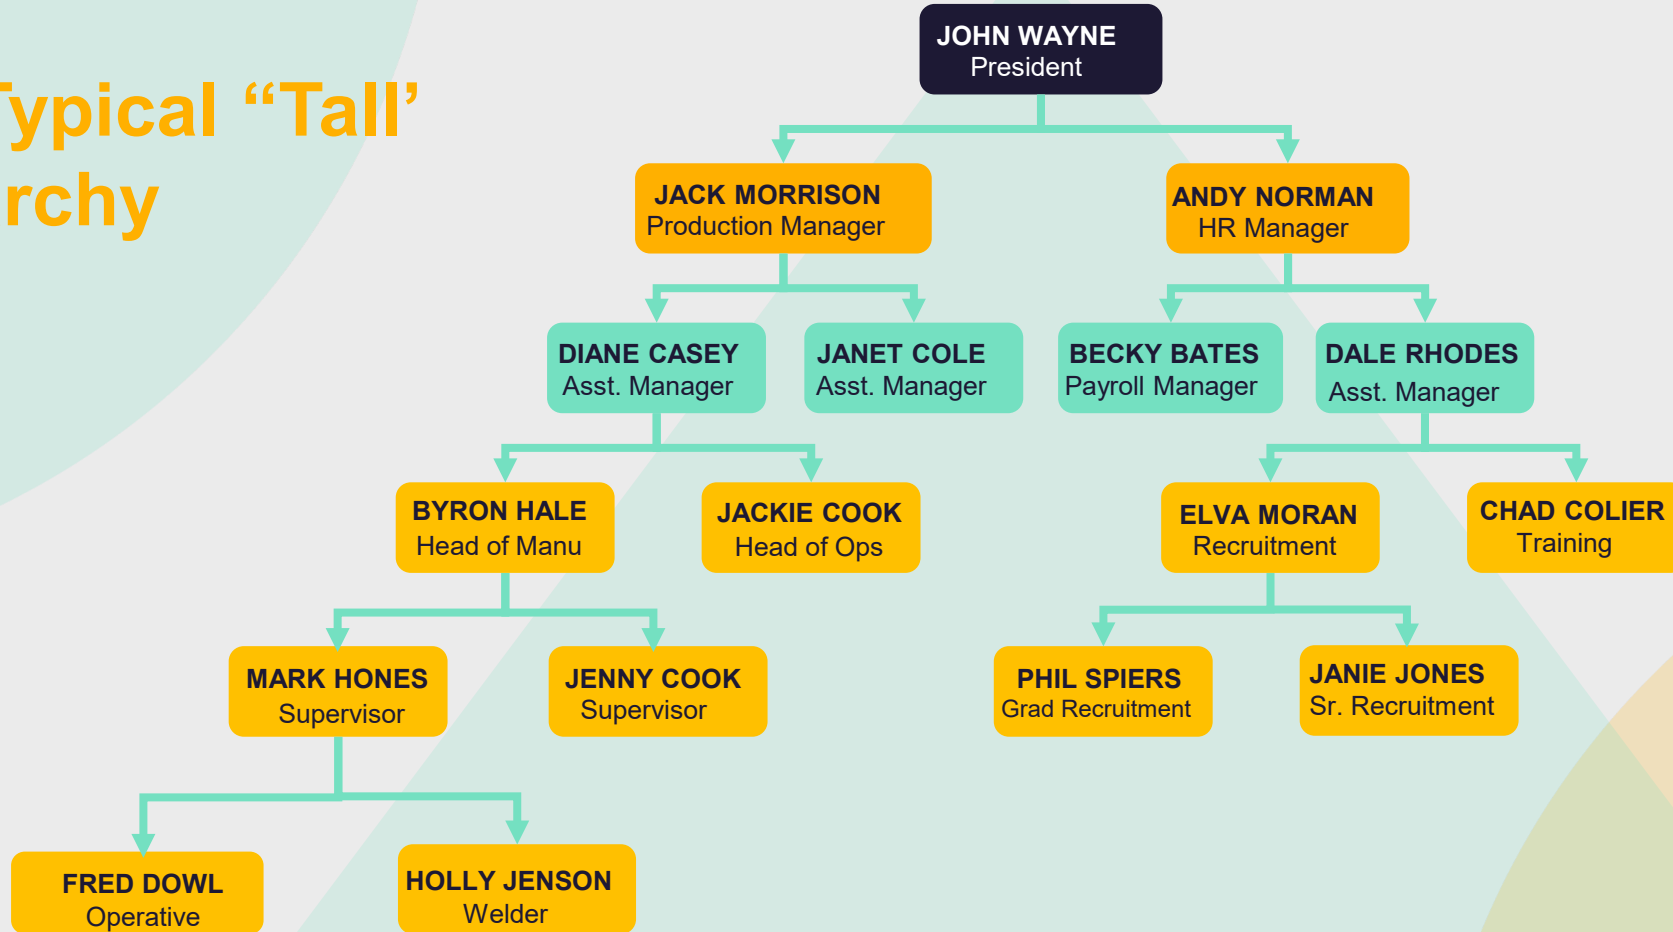 Typical “Tall’
rchy
JOHN WAYNE
President
JACK MORRISON
Production Manager
ANDY NORMAN
HR Manager
DIANE CASEY
Asst. Manager
JANET COLE
Asst. Manager
BECKY BATES
Payroll Manager
DALE RHODES
Asst. Manager
BYRON HALE
Head of Manu
JACKIE COOK
Head of Ops
ELVA MORAN
Recruitment
CHAD COLIER
Training
MARK HONES
Supervisor
JENNY COOK
Supervisor
PHIL SPIERS
Grad Recruitment
JANIE JONES
Sr. Recruitment
FRED DOWL
Operative
HOLLY JENSON
Welder